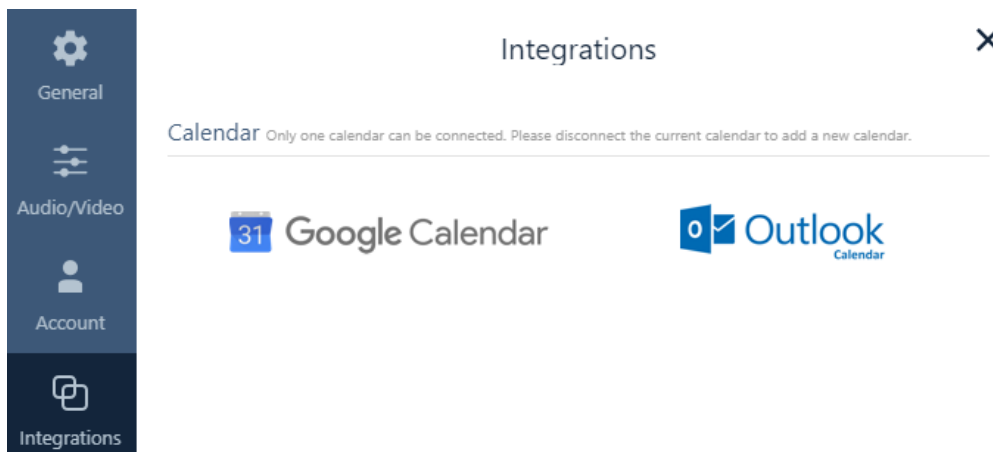 General
Audio/Video
Account
Integrations
Integrations
Calendar Only one calendar can be connected. Please disconnect the current calendar to add a new calendar.
31 Google Calendar
O Outlook
Calendar